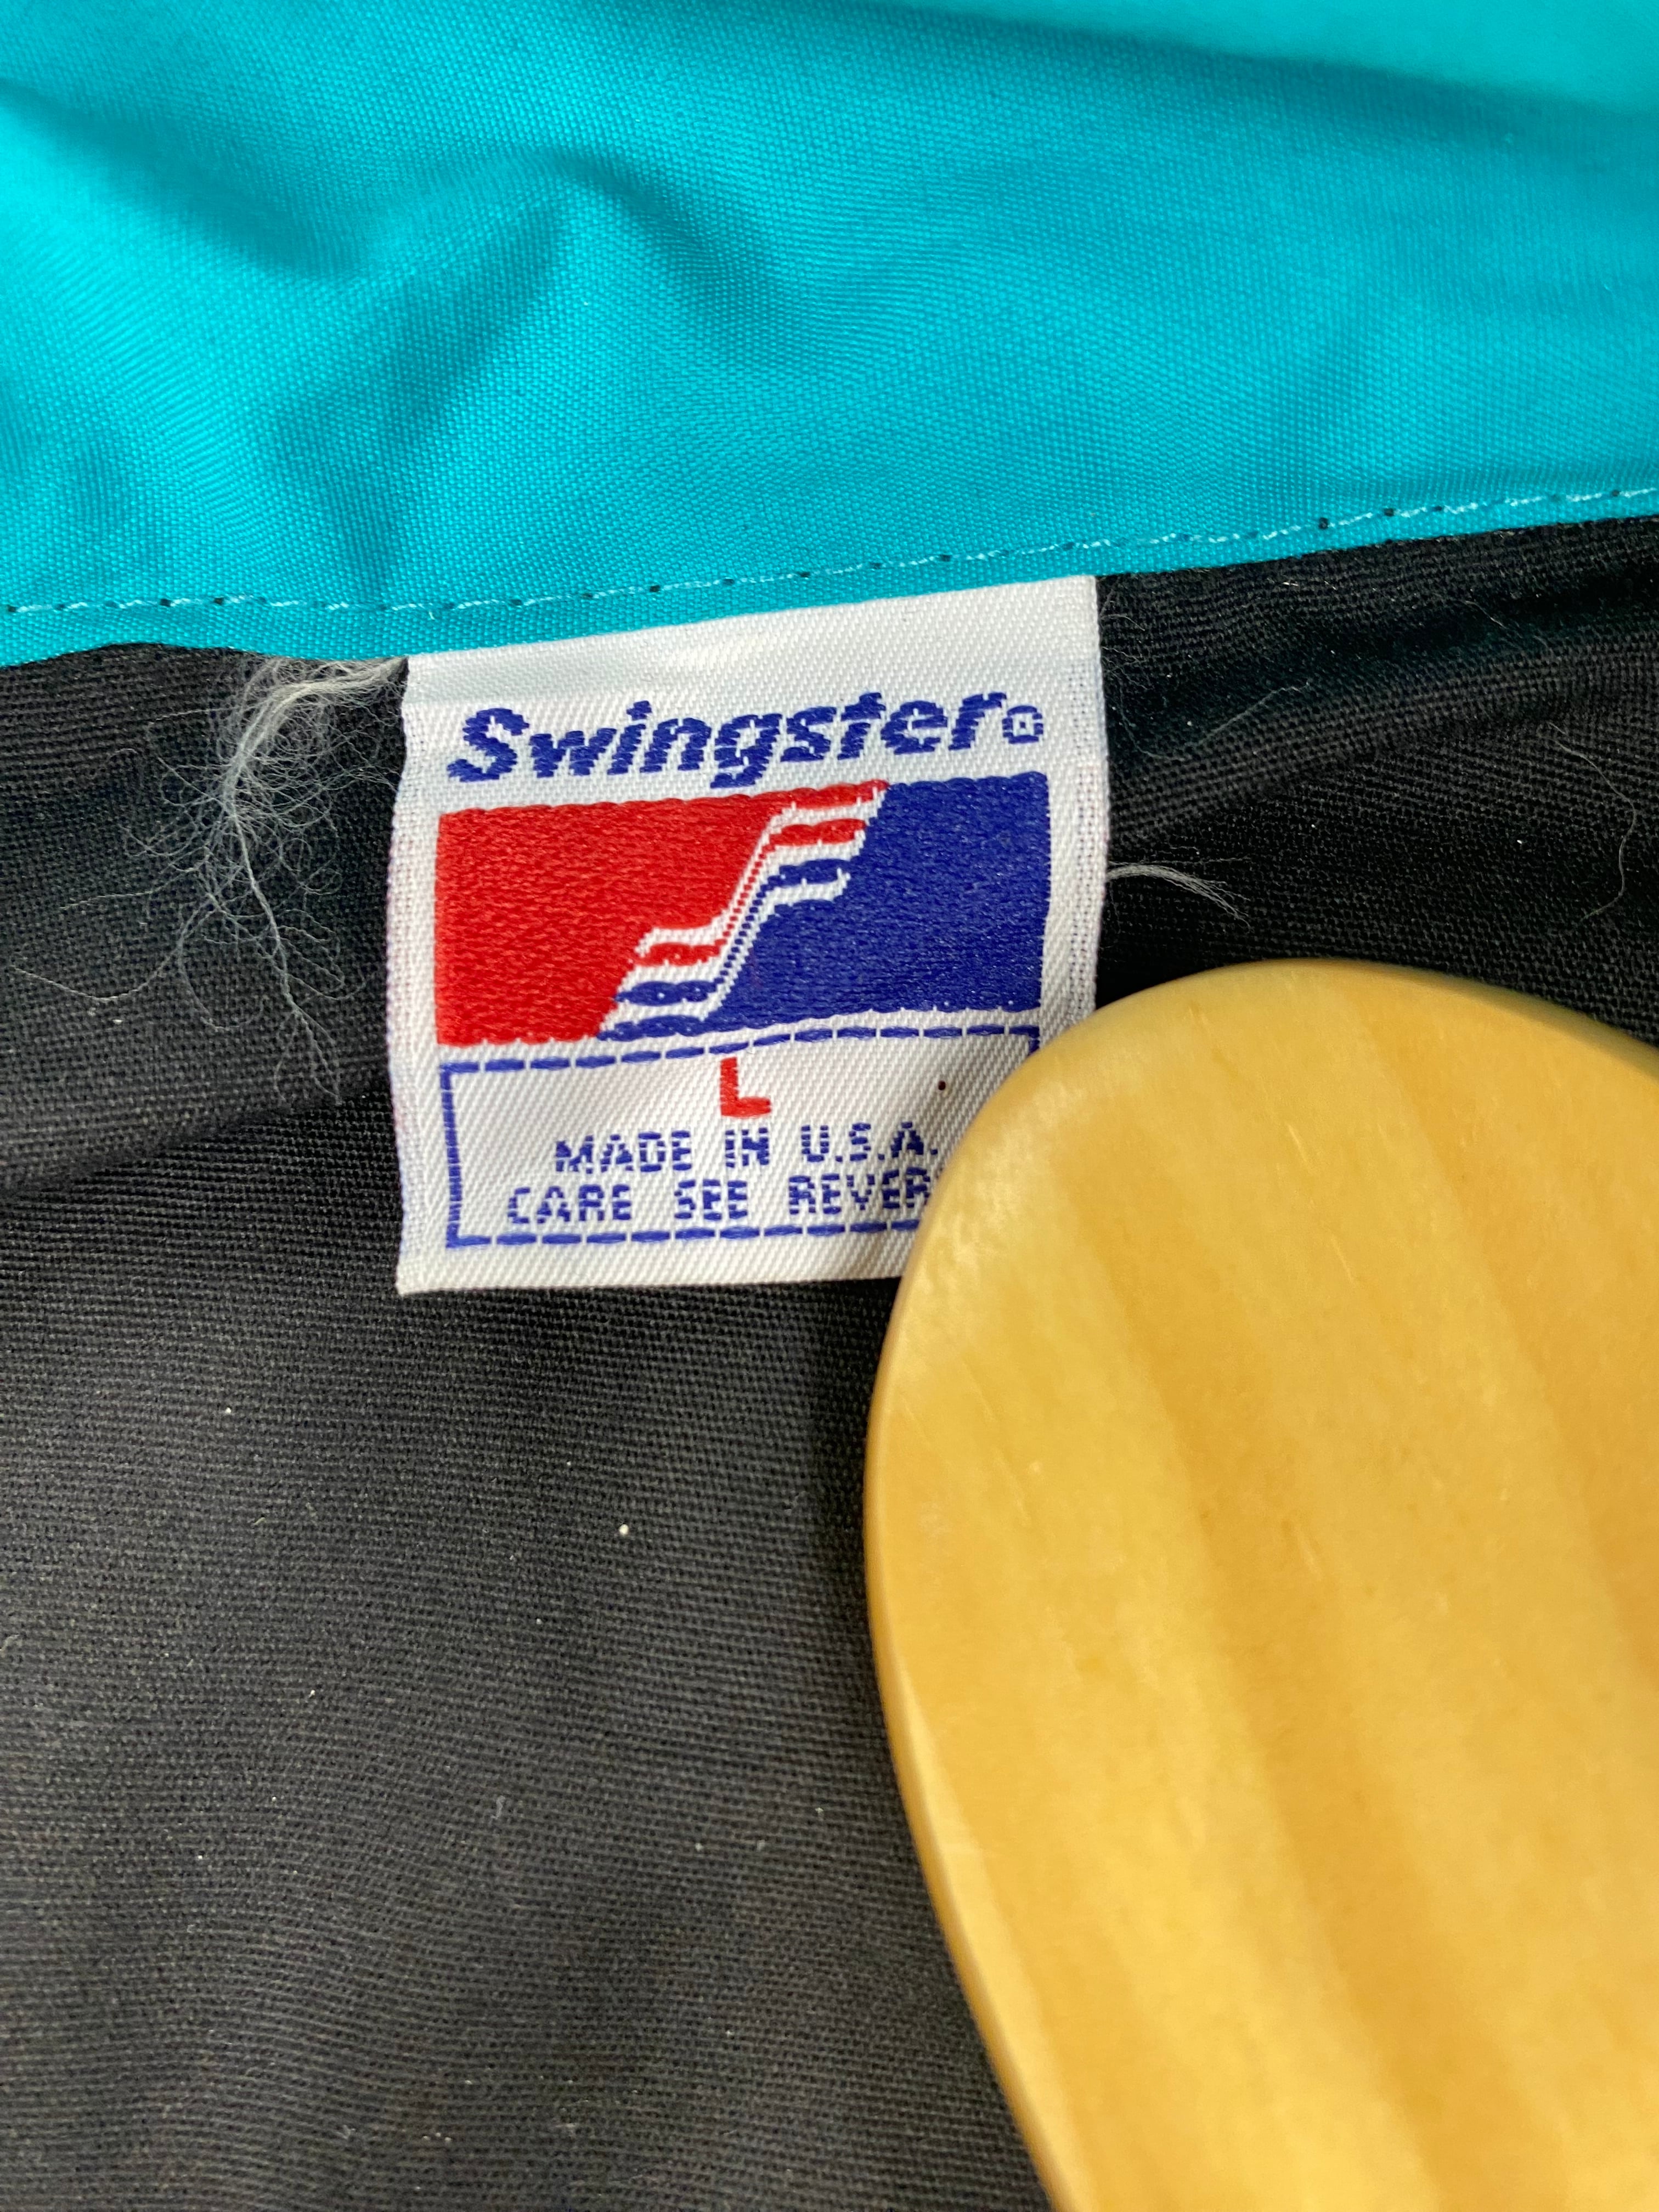 Swingster®
L
MADE IN U.S.A.
CARE SEE REVER